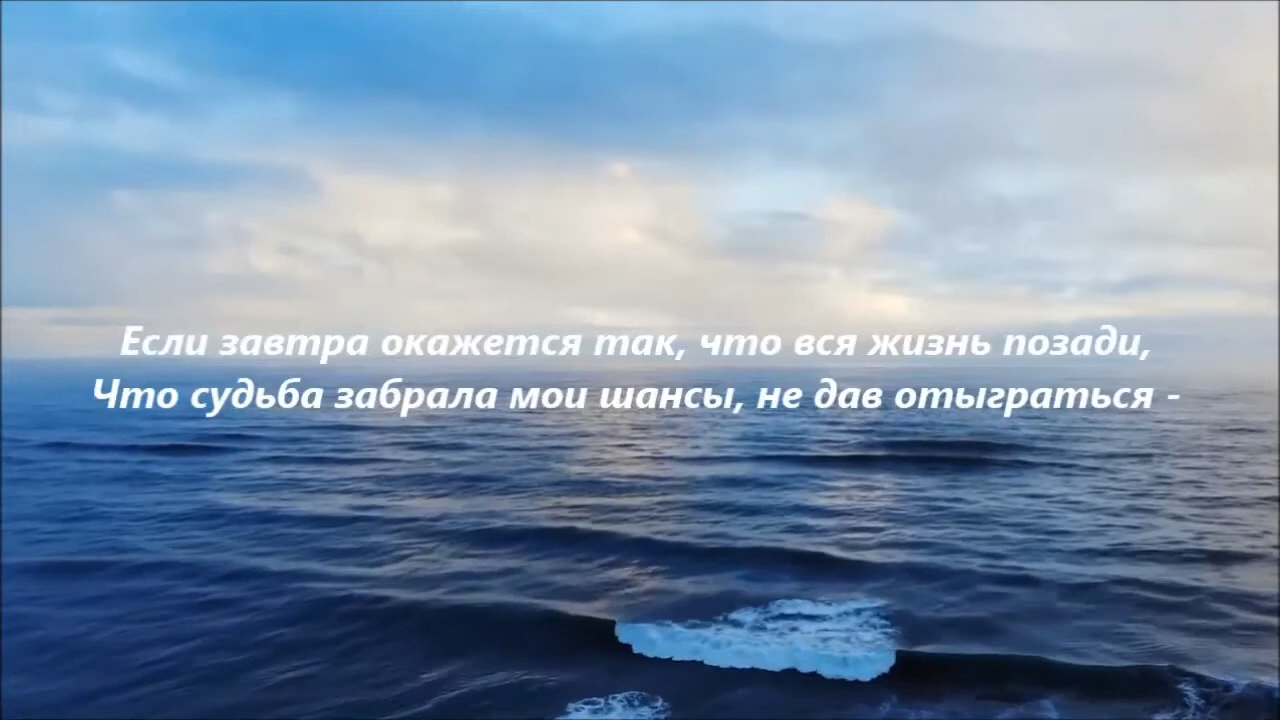 Если завтра окажется так, что вся жизнь позади,
Что судьба забрала мои шансы, не дав отыграться -